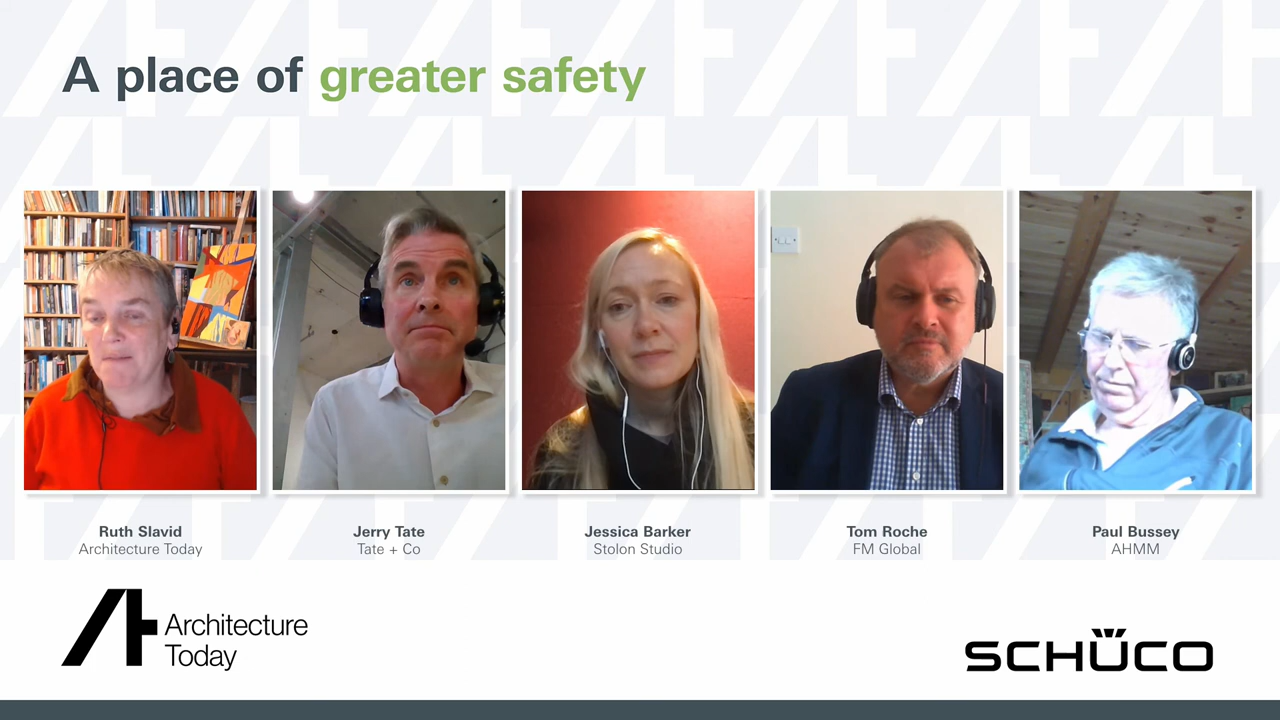 A place of greater safety
Ruth Slavid
Architecture Today
Jerry Tate
Tate + Co
Jessica Barker
Stolon Studio
Tom Roche
FM Global
Paul Bussey
AHMM
Architecture
Today
SCHÜCO